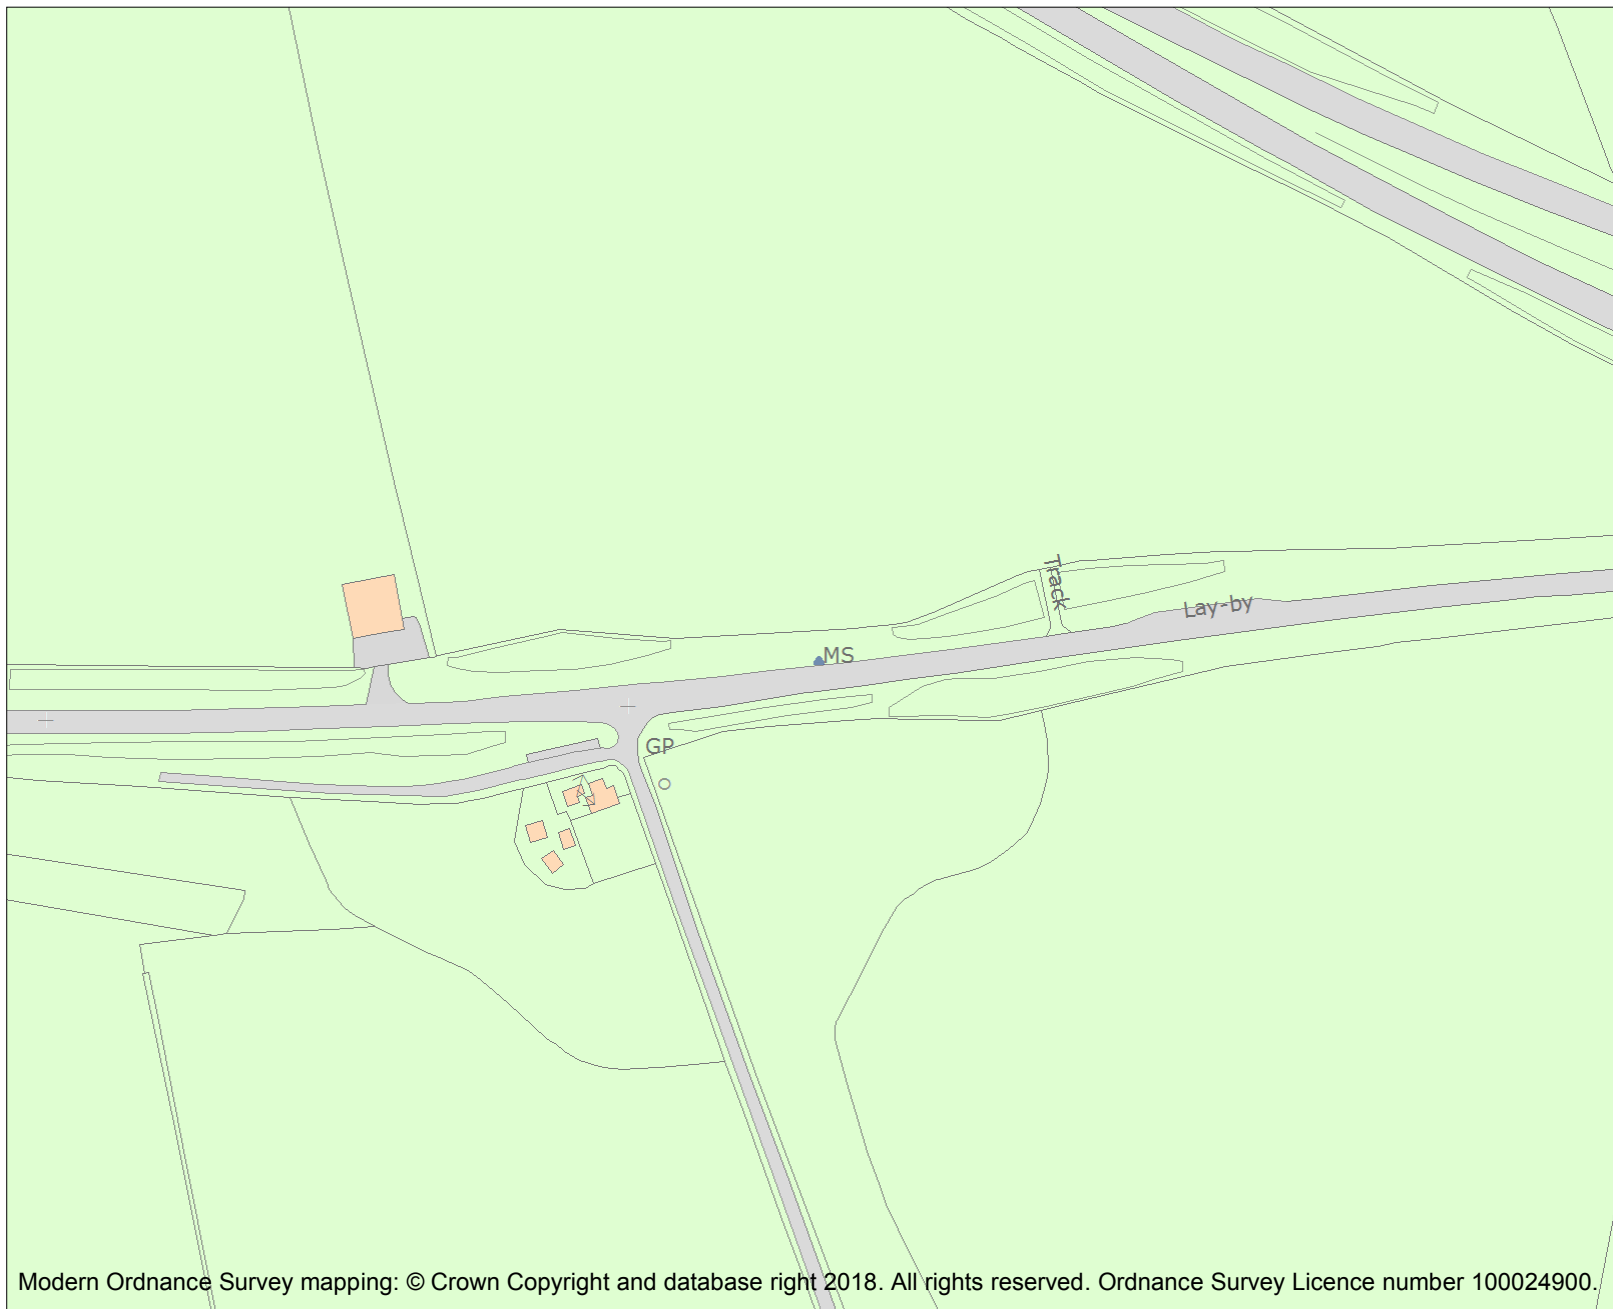 Track
Lay-by
MS
GP
Modern Ordnance Survey mapping: © Crown Copyright and database right 2018. All rights reserved. Ordnance Survey Licence number 100024900.